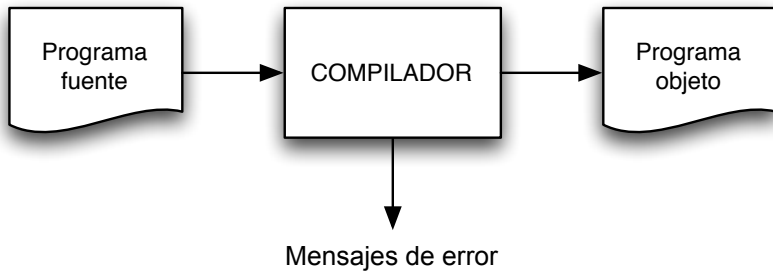 Programa
fuente
COMPILADOR
Programa
objeto
Mensajes de error